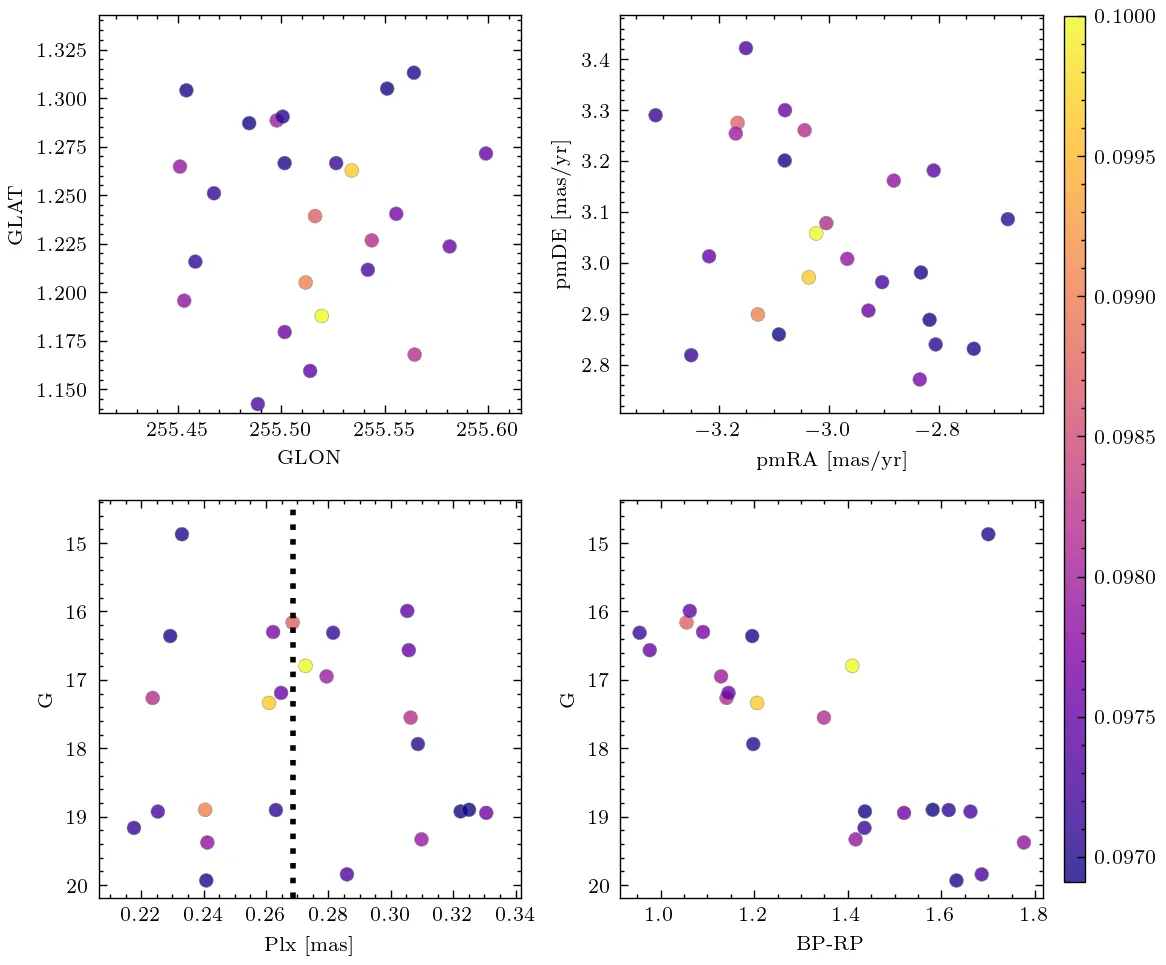 1.325
1.300
1.275
1.250
1.225
1.200
1.175
1.150
GLAT
255.45 255.50 255.55 255.60
GLON
3.4
3.3
3.2
3.1
3.0
2.9
2.8
pmDE [mas/yr]
−3.2 −3.0 −2.8
pmRA [mas/yr]
15
16
17
18
19
20
G
0.22 0.24 0.26 0.28 0.30 0.32 0.34
Plx [mas]
15
16
17
18
19
20
G
1.0 1.2 1.4 1.6 1.8
BP-RP
0.1000
0.0995
0.0990
0.0985
0.0980
0.0975
0.0970